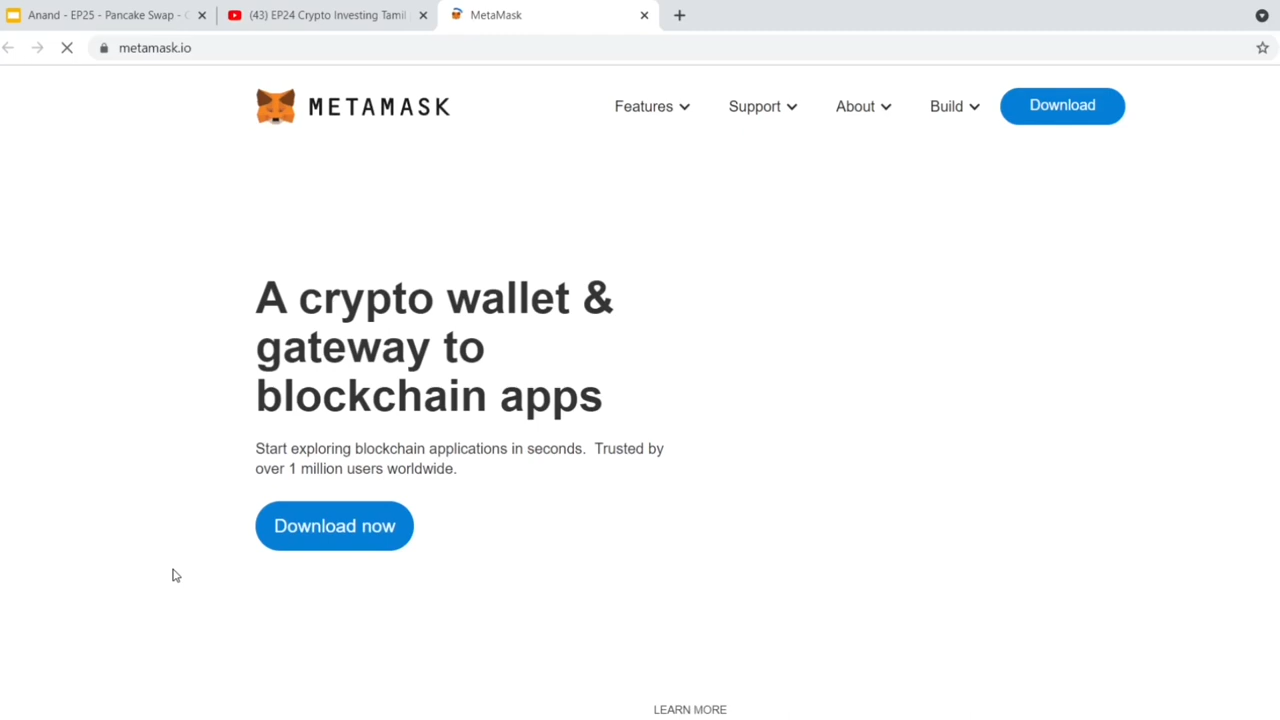 Anand - EP25 - Pancake Swap -
(43) EP24 Crypto Investing Tamil
MetaMask
metamask.io
METAMASK
Features
Support
About
Build
Download
A crypto wallet &
gateway to
blockchain apps
Start exploring blockchain applications in seconds. Trusted by
over 1 million users worldwide.
Download now
LEARN MORE